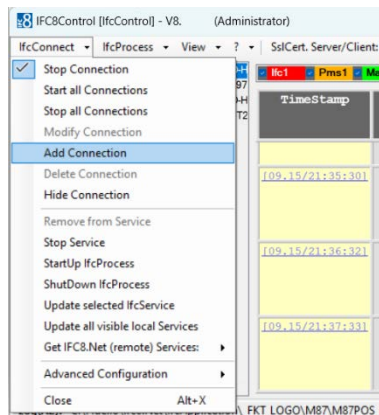 IFC8Control [IfcControl] - V8. (Administrator)
IfcConnect IfcProcess View ? SslCert. Server/Client:
Stop Connection
Start all Connections
Stop all Connections
Modify Connection
Add Connection
Delete Connection
Hide Connection
Remove from Service
Stop Service
StartUp IfcProcess
ShutDown IfcProcess
Update selected IfcService
Update all visible local Services
Get IFC8.Net (remote) Services:
Advanced Configuration
Close Alt+X
Ifc1 Pms1
TimeStamp
[09.15/21:35:30]
[09.15/21:36:32]
[09.15/21:37:33]
FKT LOGO\M87\M87POS